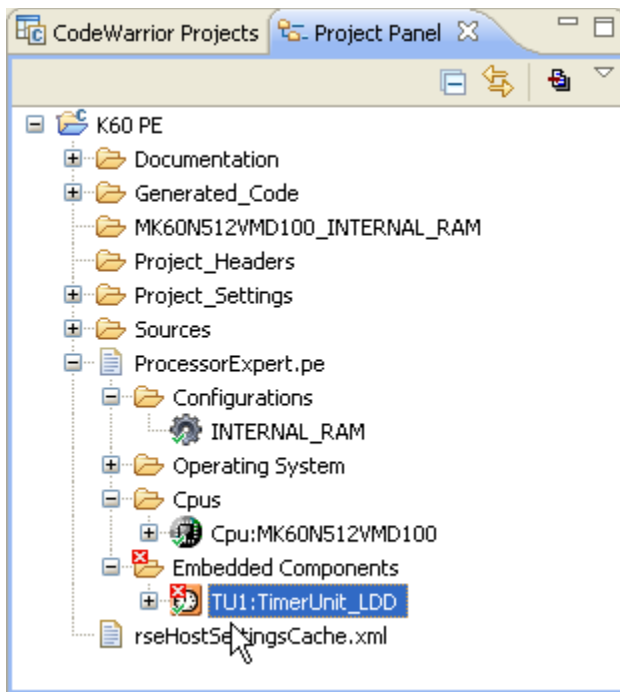 CodeWarrior Projects Project Panel
K60 PE
Documentation
Generated_Code
MK60N512VMD100_INTERNAL_RAM
Project_Headers
Project_Settings
Sources
ProcessorExpert.pe
Configurations
INTERNAL_RAM
Operating System
Cpus
Cpu:MK60N512VMD100
Embedded Components
TU1:TimerUnit_LDD
rseHostSettingsCache.xml